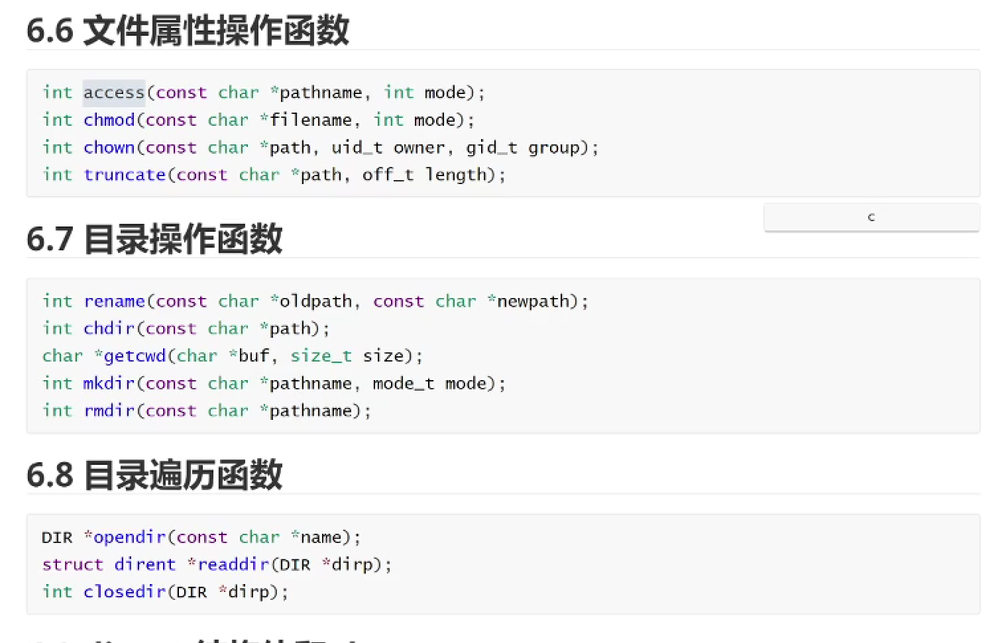 6.6 文件属性操作函数
int access(const char *pathname, int mode);
int chmod(const char *filename, int mode);
int chown(const char *path, uid_t owner, gid_t group);
int truncate(const char *path, off_t length);
c
6.7 目录操作函数
int rename(const char *oldpath, const char *newpath);
int chdir(const char *path);
char *getcwd(char *buf, size_t size);
int mkdir(const char *pathname, mode_t mode);
int rmdir(const char *pathname);
6.8 目录遍历函数
DIR *opendir(const char *name);
struct dirent *readdir(DIR *dirp);
int closedir(DIR *dirp);